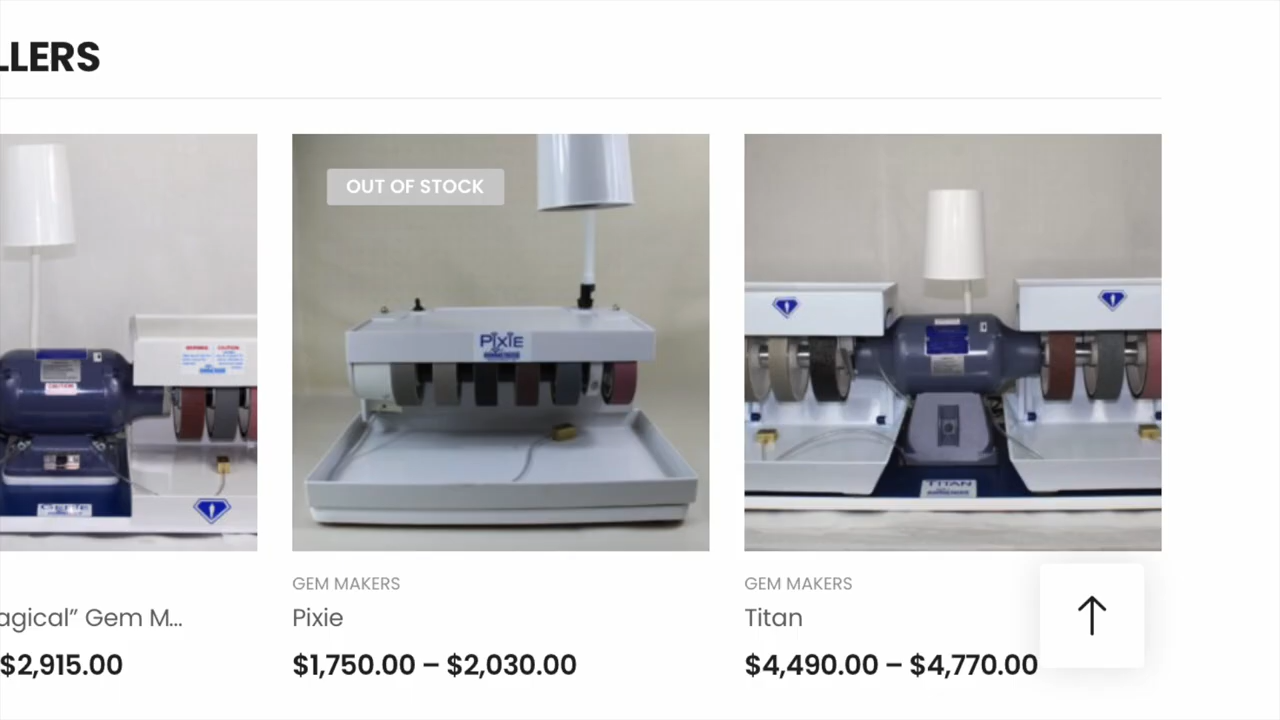 LLERS
OUT OF STOCK
PIXIE
TITAN
GEM MAKERS
GEM MAKERS
agical” Gem M...
Pixie
Titan
$2,915.00
$1,750.00 – $2,030.00
$4,490.00 – $4,770.00